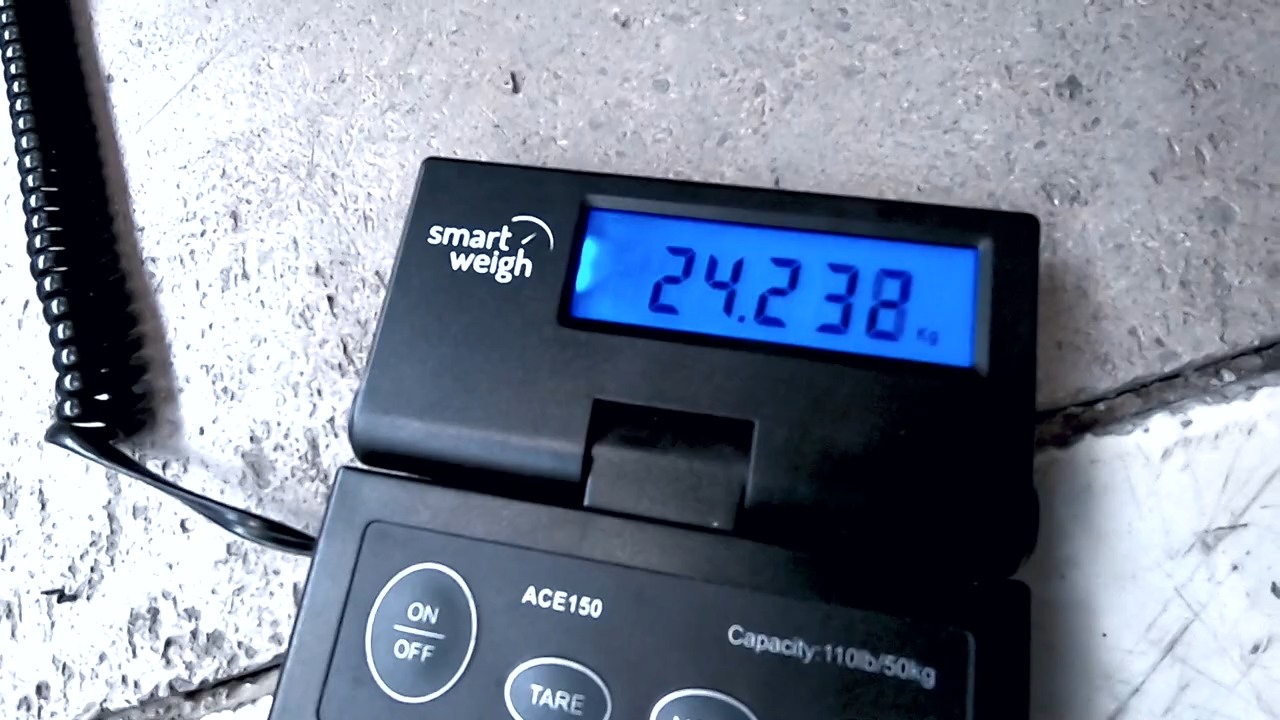 smart
weigh
24.238 Kg
ON
OFF
ACE150
Capacity:110lb/50kg
TARE